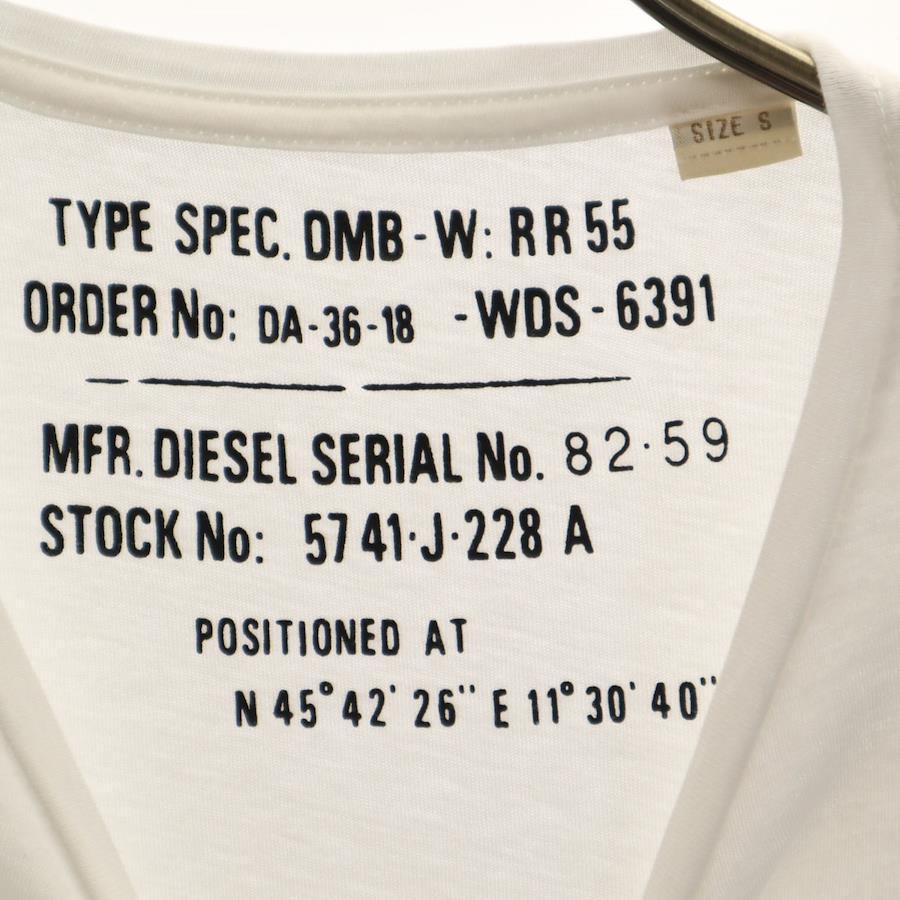 SIZE S
TYPE SPEC. DMB-W: RR 55
ORDER No: DA-36-18 -WDS-6391
MFR. DIESEL SERIAL No. 82·59
STOCK No: 5741·J·228 A
POSITIONED AT
N 45° 42' 26'' E 11° 30' 40''